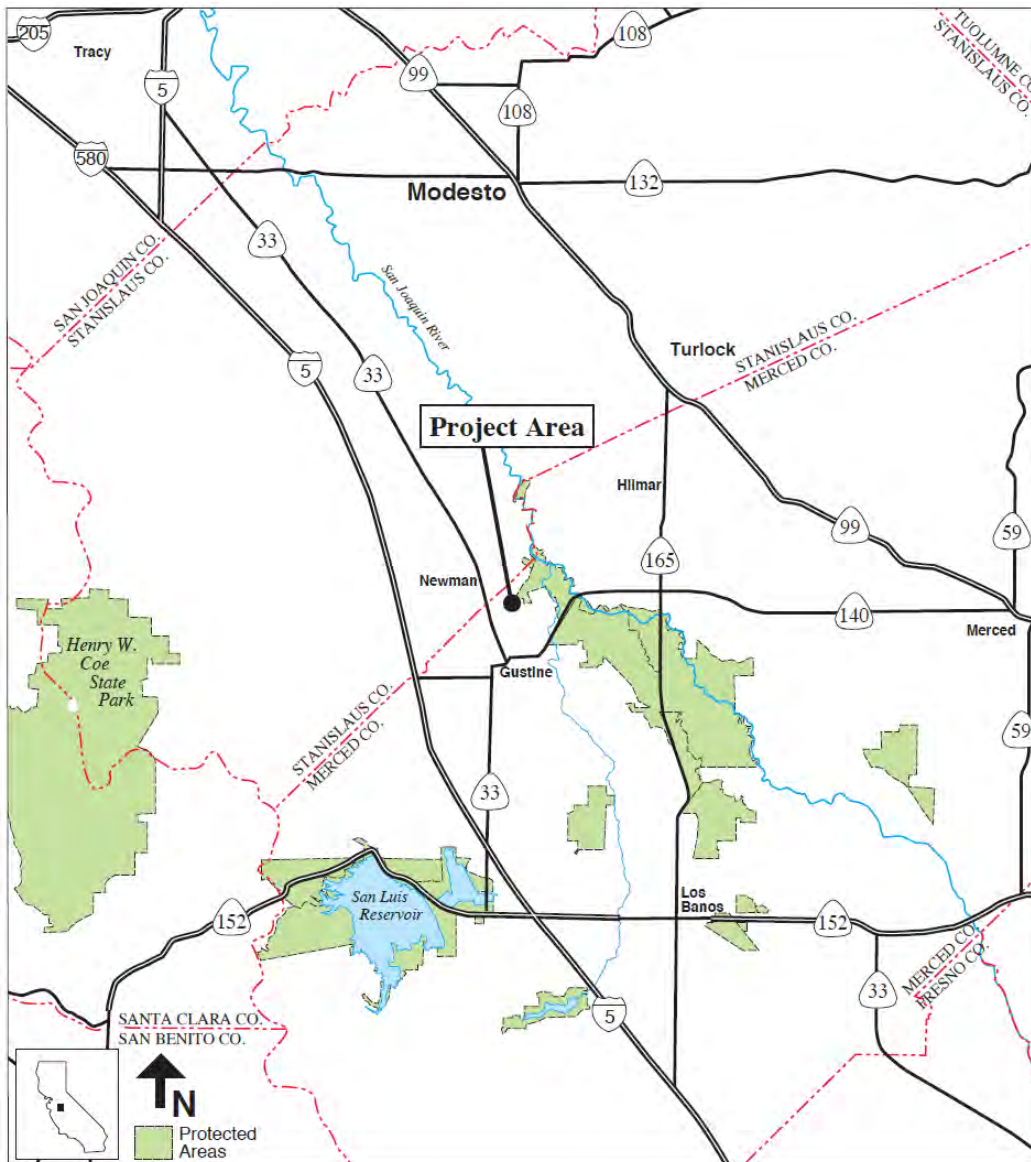 205
Tracy
5
99
108
TUOLUMNE CO.
STANISLAUS CO.
108
580
Modesto
132
33
SAN JOAQUIN CO.
STANISLAUS CO.
San Joaquin River
5
33
Turlock
STANISLAUS CO.
MERCED CO.
Project Area
Hilmar
99
59
165
Newman
140
Merced
Henry W.
Coe
State
Park
Gustine
STANISLAUS CO.
MERCED CO.
59
33
San Luis
Reservoir
Los
Banos
152
152
MERCED CO.
FRESNO CO.
33
5
SANTA CLARA CO.
SAN BENITO CO.
N
Protected
Areas